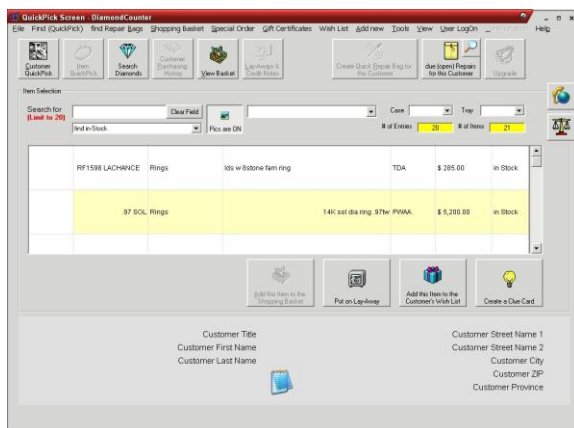 QuickPick Screen - DiamondCounter
File Find (QuickPick) find Repair Bags Shopping Basket Special Order Gift Certificates Wish List Add new Tools View User LogOn Help
Customer QuickPick
Item QuickPick
Search Diamonds
Customer Purchasing History
View Basket
Lay-Aways & Credit Notes
Create Quick Repair Bag for this Customer
due (open) Repairs for this Customer
Upgrade
Item Selection
Search for
(Limit to 20)
Clear Field
find in-Stock
Pics are ON
Case
Tray
# of Entries 20 # of Items 21
RF1598 LACHANCE Rings lds w 8stone fam ring TDA $ 285.00 in Stock
.97 SOL Rings 14K sol dia ring .97tw PWAA $ 5,200.00 in Stock
Add this Item to the Shopping Basket
Put on Lay-Away
Add this Item to the Customer's Wish List
Create a Clue Card
Customer Title
Customer First Name
Customer Last Name
Customer Street Name 1
Customer Street Name 2
Customer City
Customer ZIP
Customer Province